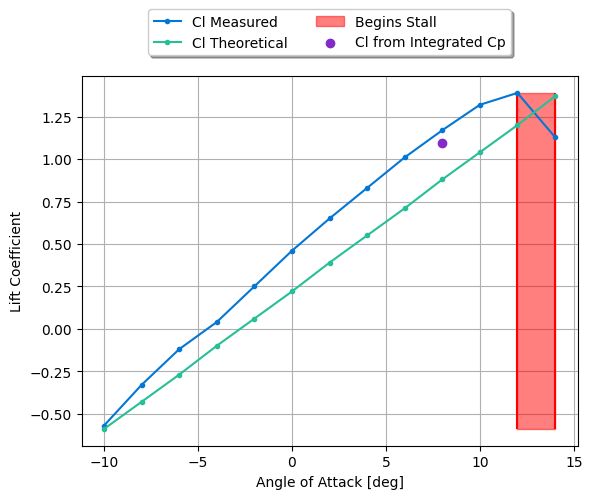 Cl Measured
Cl Theoretical
Begins Stall
Cl from Integrated Cp
1.25
1.00
0.75
0.50
0.25
0.00
−0.25
−0.50
Lift Coefficient
−10
−5
0
5
10
15
Angle of Attack [deg]